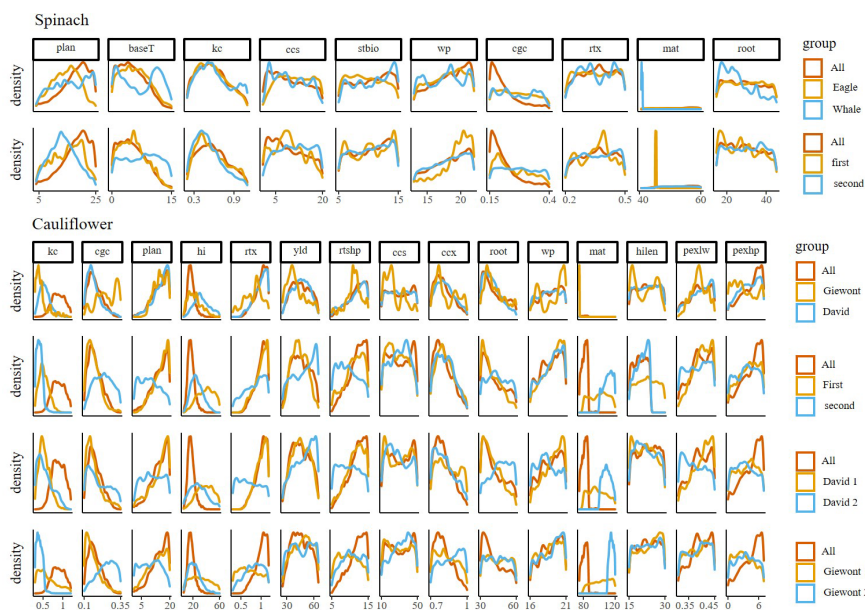 Spinach
plan baseT kc ccs stbio wp cgc rtx mat root group
density All
Eagle
Whale
density All
first
second
5 25 0 15 0.3 0.9 5 20 5 15 15 20 0.15 0.4 0.2 0.5 40 60 20 40
Cauliflower
kc cgc plan hi rtx yld rtshp ccs ccx root wp mat hilen pexlw pexhp group
density All
Giewont
David
density All
First
second
density All
David 1
David 2
density All
Giewont
Giewon
0.5 1 0.1 0.35 5 20 20 60 0.5 1 30 60 5 15 10 50 0.7 1 30 60 16 21 80 120 15 30 0.35 0.45 0 6